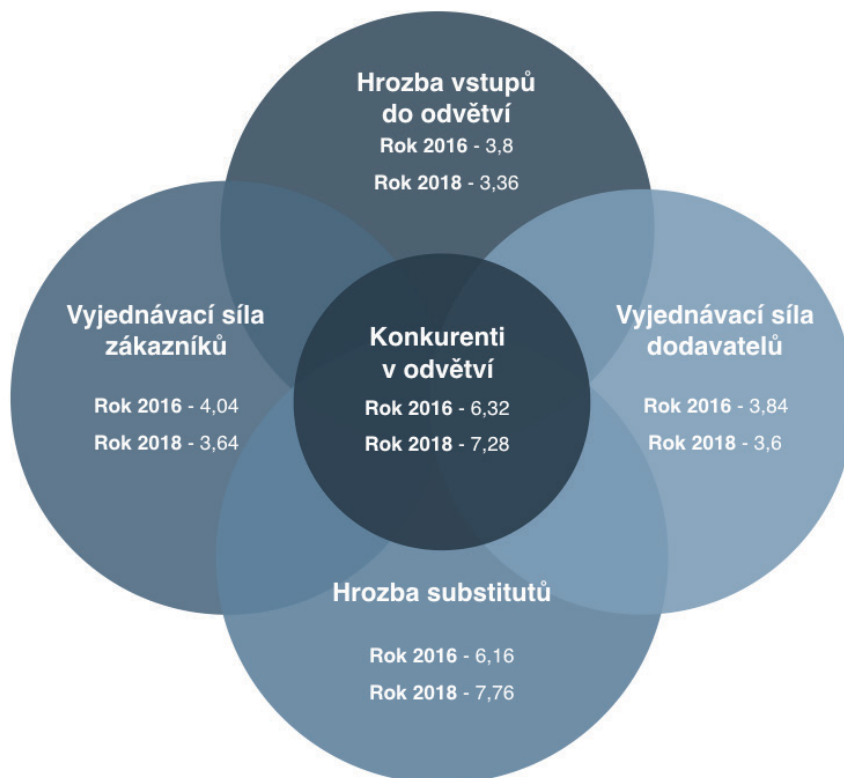 Hrozba vstupů
do odvětví
Rok 2016 - 3,8
Rok 2018 - 3,36
Vyjednávací síla
zákazníků
Rok 2016 - 4,04
Rok 2018 - 3,64
Konkurenti
v odvětví
Rok 2016 - 6,32
Rok 2018 - 7,28
Vyjednávací síla
dodavatelů
Rok 2016 - 3,84
Rok 2018 - 3,6
Hrozba substitutů
Rok 2016 - 6,16
Rok 2018 - 7,76